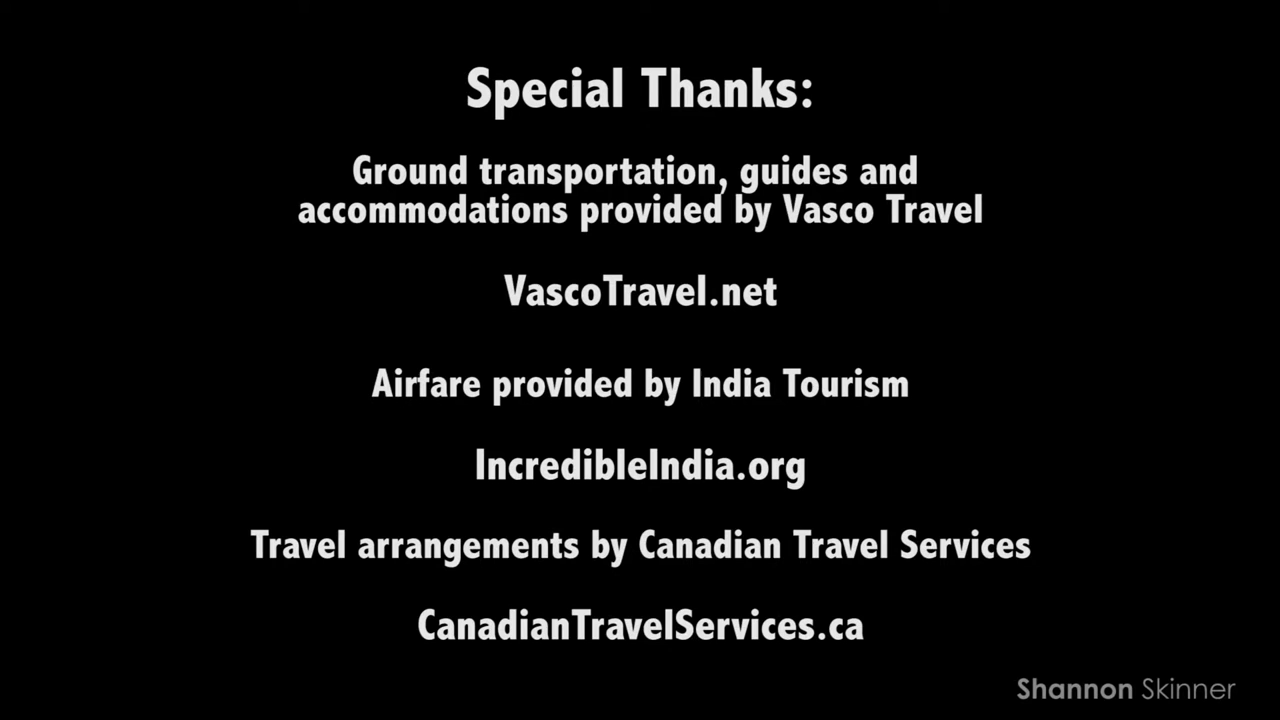 Special Thanks:
Ground transportation, guides and
accommodations provided by Vasco Travel
VascoTravel.net
Airfare provided by India Tourism
IncredibleIndia.org
Travel arrangements by Canadian Travel Services
CanadianTravelServices.ca
Shannon Skinner